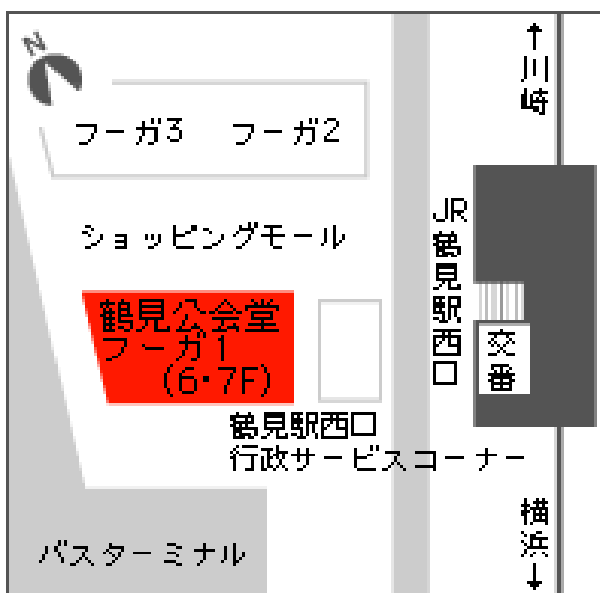 N
↑川崎
フーガ3 フーガ2
ショッピングモール
JR鶴見駅西口
鶴見公会堂
フーガ1
(6・7F)
交番
鶴見駅西口
行政サービスコーナー
バスターミナル
横浜↓